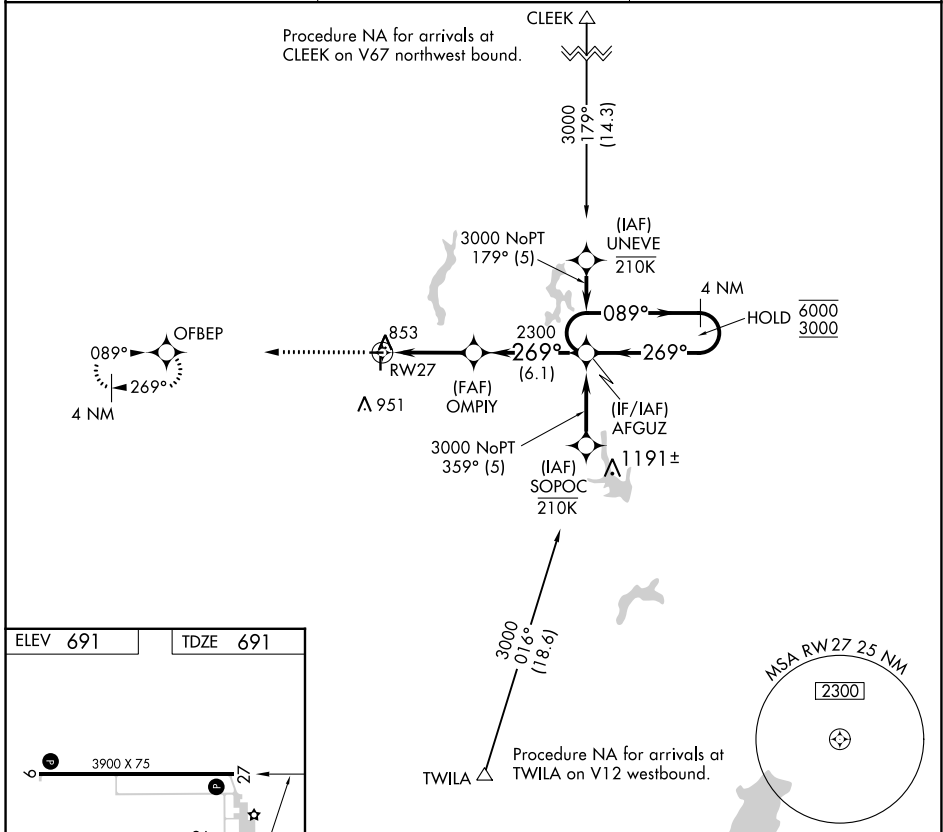 CLEEK
Procedure NA for arrivals at
CLEEK on V67 northwest bound.
3000
179°
(14.3)
(IAF)
UNEVE
210K
3000 NoPT
179° (5)
4 NM
089°
HOLD
6000
3000
269°
OFBEP
089°
269°
4 NM
853
RW27
951
2300
269°
(6.1)
(FAF)
OMPIY
(IF/IAF)
AFGUZ
3000 NoPT
359° (5)
(IAF)
SOPOC
210K
1191±
3000
016°
(18.6)
TWILA
Procedure NA for arrivals at
TWILA on V12 westbound.
MSA RW27 25 NM
2300
ELEV 691
TDZE 691
9
3900 X 75
27
P
P